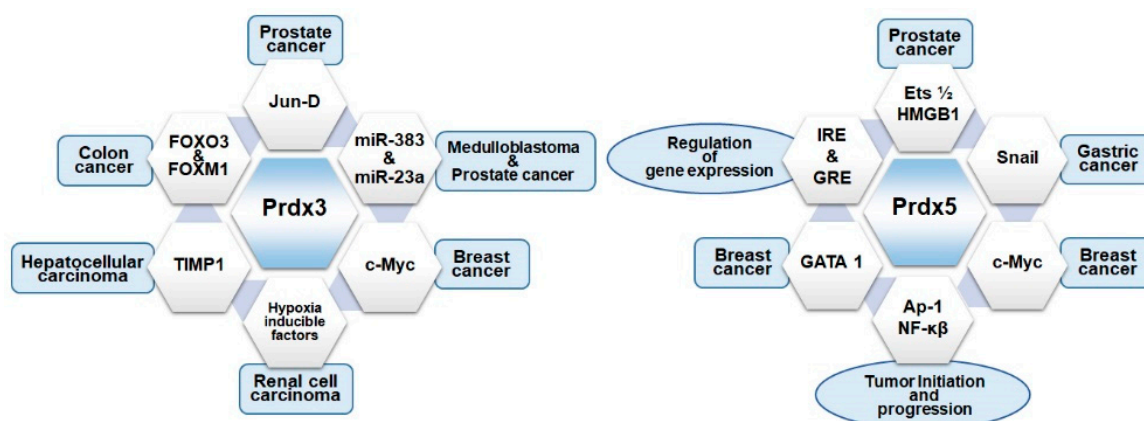 Prostate
cancer
Jun-D
FOXO3
&
FOXM1
Colon
cancer
miR-383
&
miR-23a
Medulloblastoma
&
Prostate cancer
Prdx3
Hepatocellular
carcinoma
TIMP1
c-Myc
Breast
cancer
Hypoxia
inducible
factors
Renal cell
carcinoma
Prostate
cancer
Ets ½
HMGB1
Regulation
of
gene expression
IRE
&
GRE
Snail
Gastric
cancer
Prdx5
Breast
cancer
GATA 1
c-Myc
Breast
cancer
Ap-1
NF-κβ
Tumor Initiation
and
progression